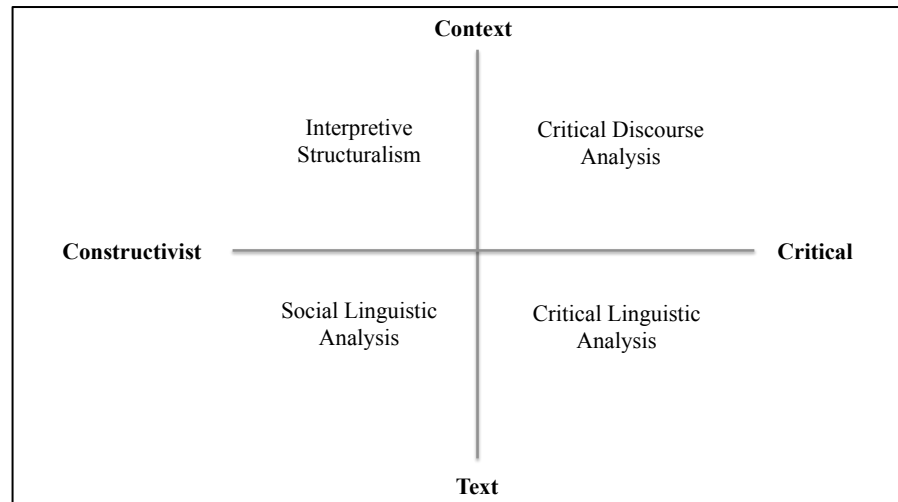 Context
Interpretive
Structuralism
Critical Discourse
Analysis
Constructivist
Critical
Social Linguistic
Analysis
Critical Linguistic
Analysis
Text